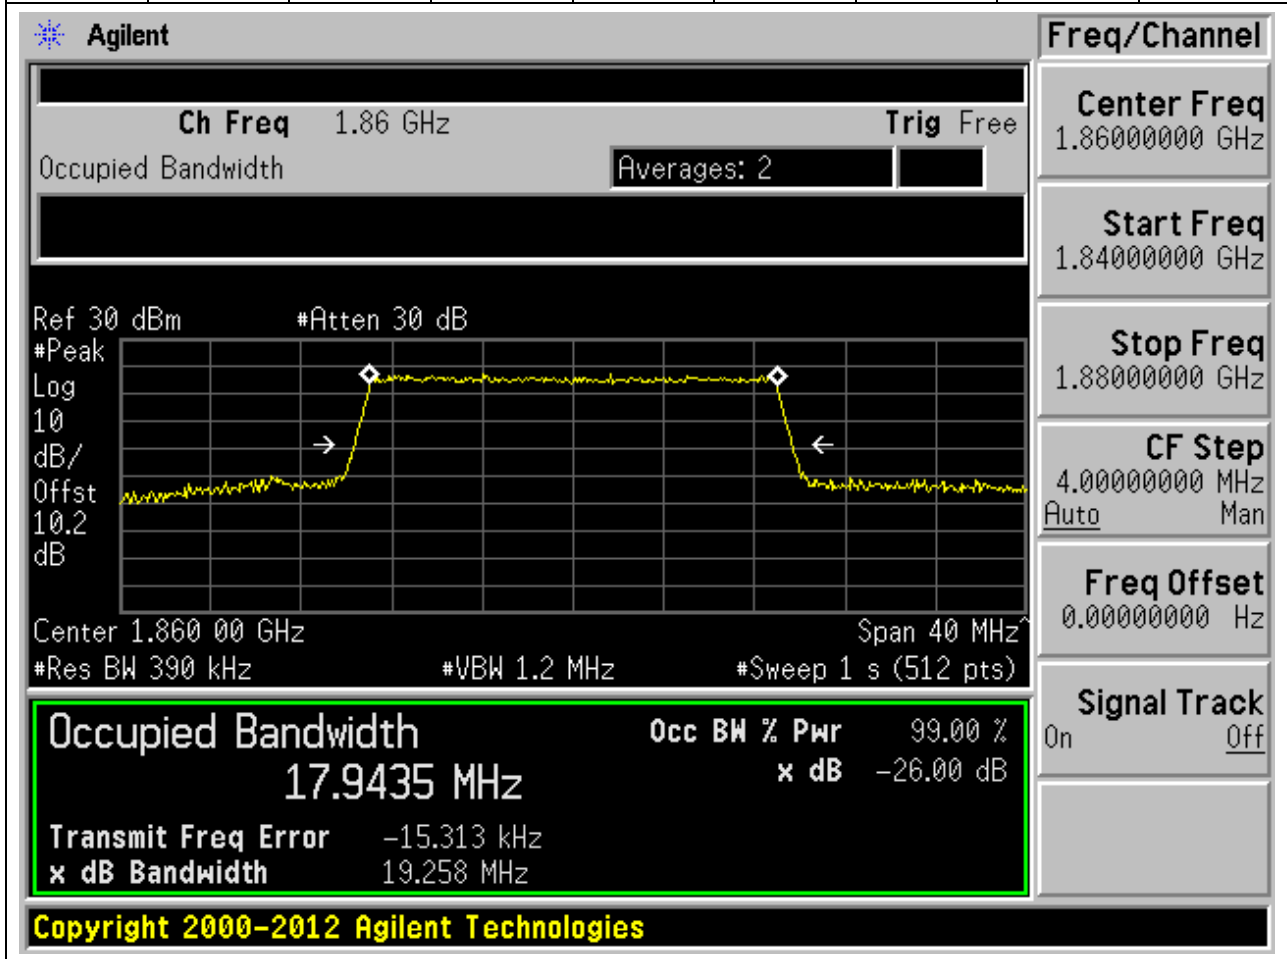 Agilent
Freq/Channel
Ch Freq 1.86 GHz Trig Free
Occupied Bandwidth Averages: 2
Center Freq
1.86000000 GHz
Start Freq
1.84000000 GHz
Stop Freq
1.88000000 GHz
CF Step
4.00000000 MHz
Auto Man
Freq Offset
0.00000000 Hz
Signal Track
On Off
Ref 30 dBm #Atten 30 dB
#Peak
Log
10
dB/
Offst
10.2
dB
Center 1.860 00 GHz Span 40 MHz^
#Res BW 390 kHz #VBW 1.2 MHz #Sweep 1 s (512 pts)
Occupied Bandwidth Occ BW % Pwr 99.00 %
17.9435 MHz x dB -26.00 dB
Transmit Freq Error -15.313 kHz
x dB Bandwidth 19.258 MHz
Copyright 2000-2012 Agilent Technologies